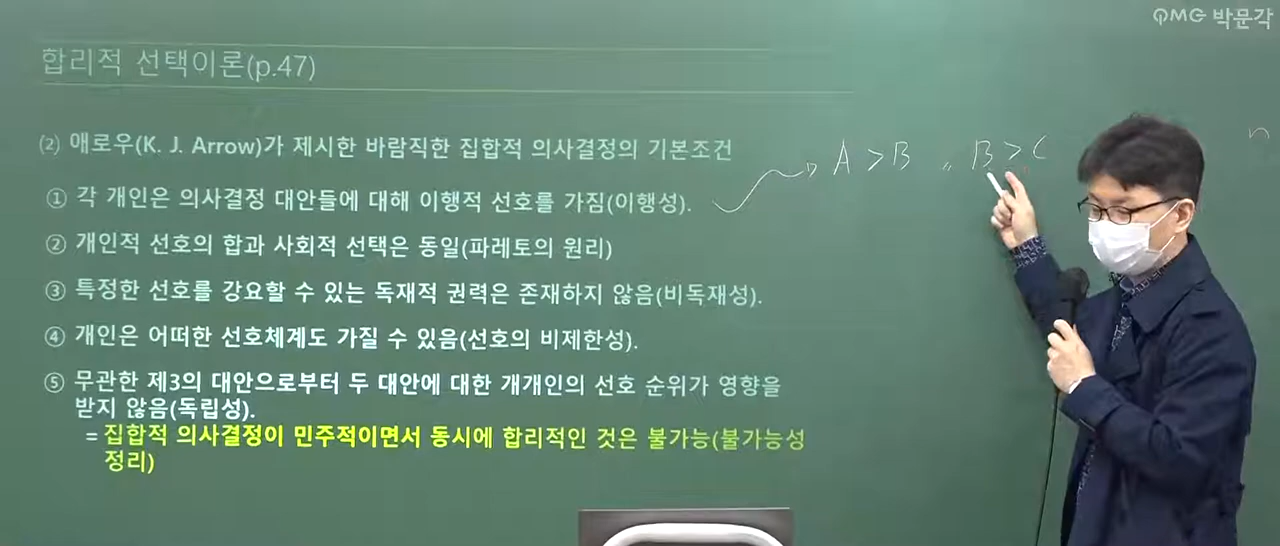 PMG 박문각
합리적 선택이론(p.47)
⑵ 애로우(K. J. Arrow)가 제시한 바람직한 집합적 의사결정의 기본조건
A > B 〃 B > C
n
① 각 개인은 의사결정 대안들에 대해 이행적 선호를 가짐(이행성).
② 개인적 선호의 합과 사회적 선택은 동일(파레토의 원리)
③ 특정한 선호를 강요할 수 있는 독재적 권력은 존재하지 않음(비독재성).
④ 개인은 어떠한 선호체계도 가질 수 있음(선호의 비제한성).
⑤ 무관한 제3의 대안으로부터 두 대안에 대한 개개인의 선호 순위가 영향을
받지 않음(독립성).
= 집합적 의사결정이 민주적이면서 동시에 합리적인 것은 불가능(불가능성
정리)